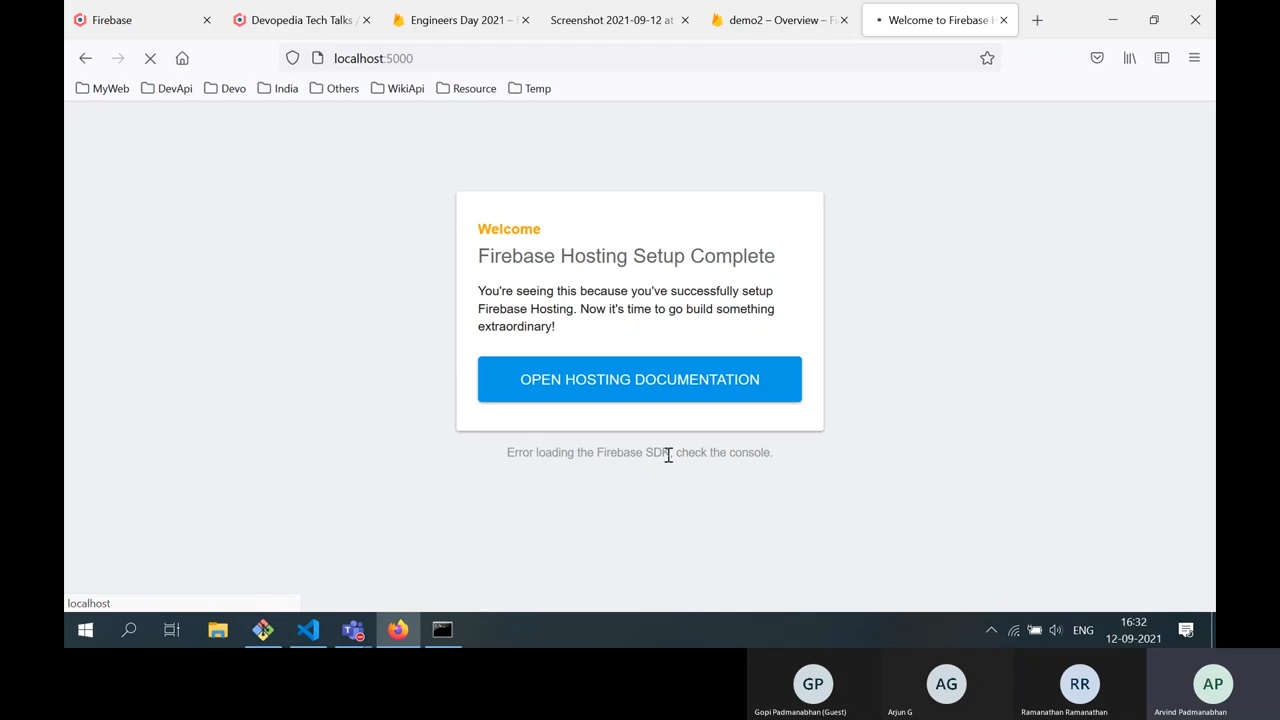 Firebase
Devopedia Tech Talks /
Engineers Day 2021 –
Screenshot 2021-09-12 at
demo2 – Overview – Fi
Welcome to Firebase H
localhost:5000
MyWeb
DevApi
Devo
India
Others
WikiApi
Resource
Temp
Welcome
Firebase Hosting Setup Complete
You're seeing this because you've successfully setup
Firebase Hosting. Now it's time to go build something
extraordinary!
OPEN HOSTING DOCUMENTATION
Error loading the Firebase SDK, check the console.
localhost
ENG
16:32
12-09-2021
GP
AG
RR
AP
Gopi Padmanabhan (Guest)
Arjun G
Ramanathan Ramanathan
Arvind Padmanabhan